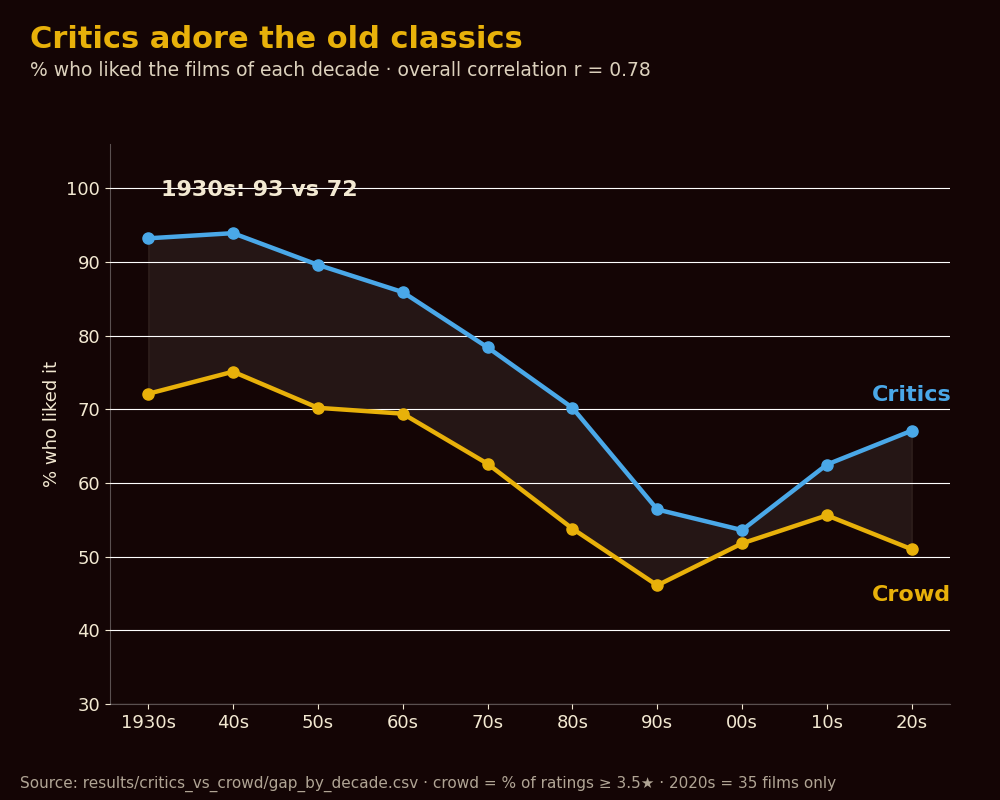 Critics adore the old classics
% who liked the films of each decade · overall correlation r = 0.78
1930s: 93 vs 72
100
90
80
70
60
50
40
30
% who liked it
Critics
Crowd
1930s 40s 50s 60s 70s 80s 90s 00s 10s 20s
Source: results/critics_vs_crowd/gap_by_decade.csv · crowd = % of ratings ≥ 3.5★ · 2020s = 35 films only